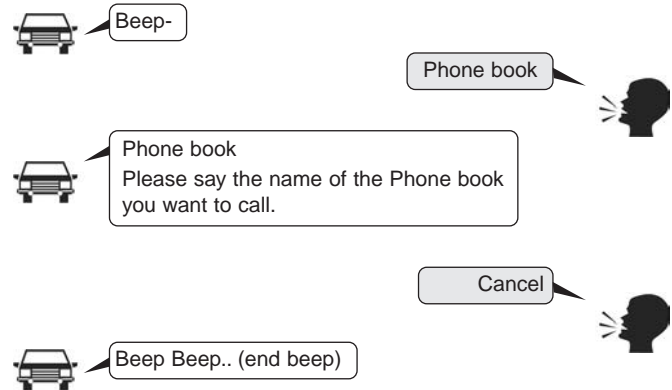 Beep-
Phone book
Phone book
Please say the name of the Phone book
you want to call.
Cancel
Beep Beep.. (end beep)